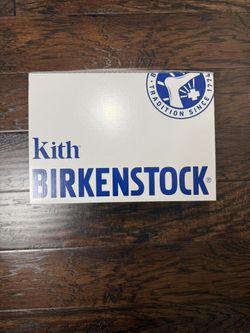 TRADITION SINCE 1774
Kith
BIRKENSTOCK®